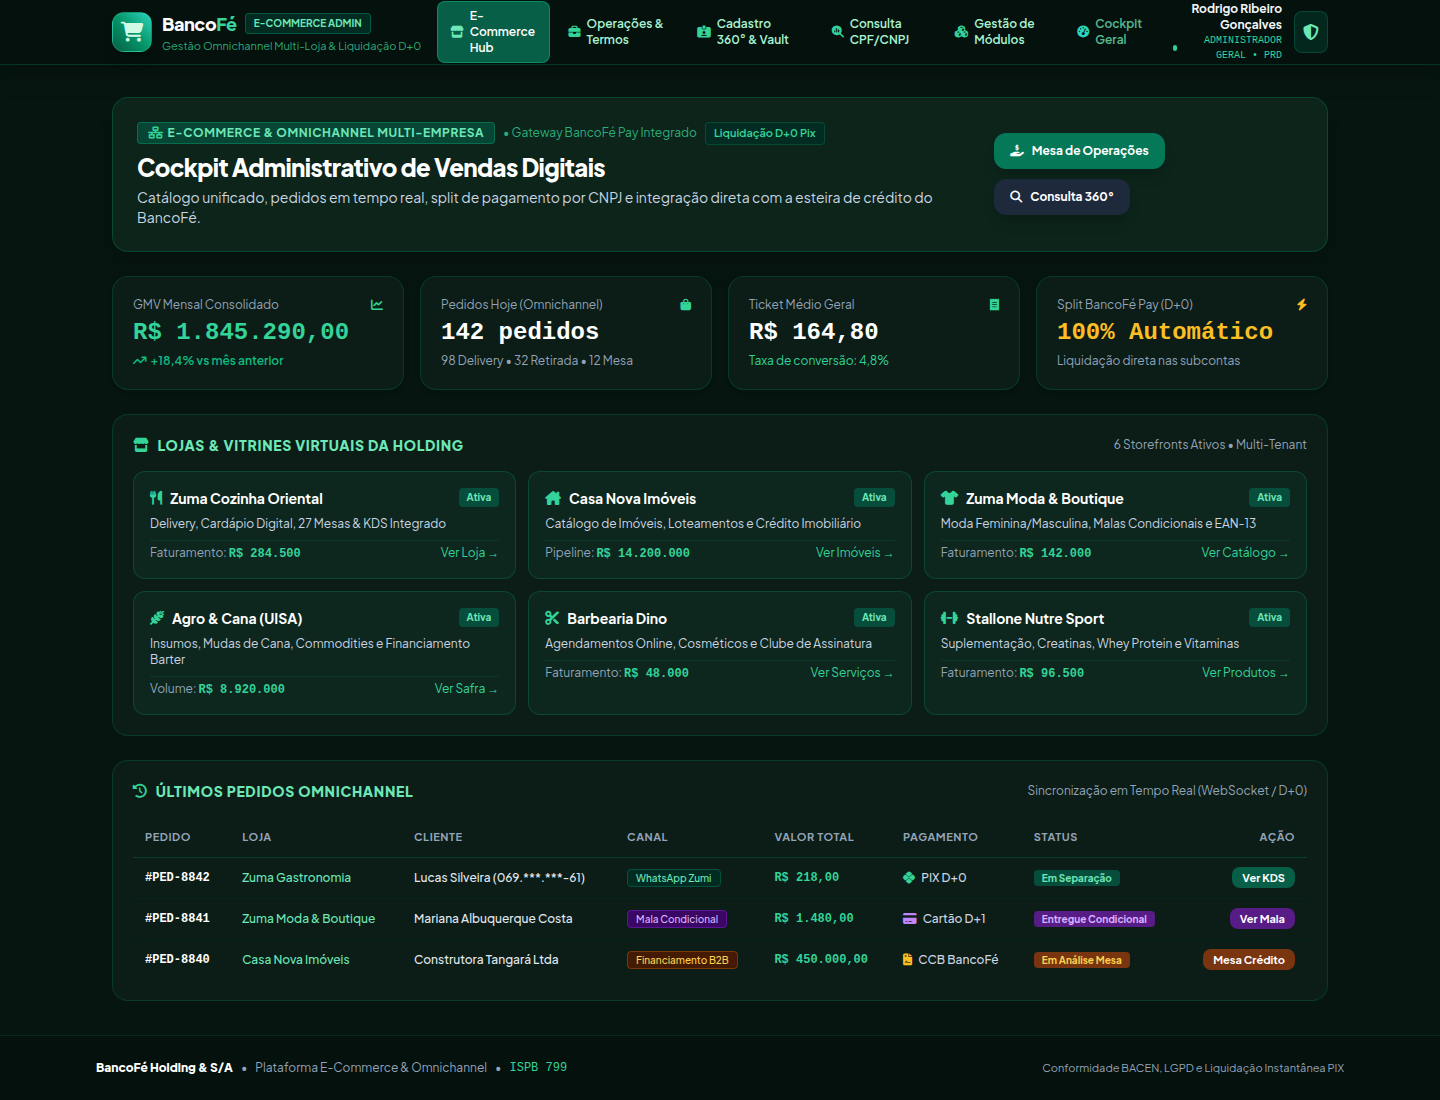 BancoFé E-COMMERCE ADMIN
Gestão Omnichannel Multi-Loja & Liquidação D+0
E-
Commerce
Hub
Operações &
Termos
Cadastro
360° & Vault
Consulta
CPF/CNPJ
Gestão de
Módulos
Cockpit
Geral
Rodrigo Ribeiro
Gonçalves
ADMINISTRADOR
GERAL • PRD
E-COMMERCE & OMNICHANNEL MULTI-EMPRESA • Gateway BancoFé Pay Integrado Liquidação D+0 Pix
Cockpit Administrativo de Vendas Digitais
Catálogo unificado, pedidos em tempo real, split de pagamento por CNPJ e integração direta com a esteira de crédito do
BancoFé.
Mesa de Operações
Consulta 360°
GMV Mensal Consolidado
R$ 1.845.290,00
+18,4% vs mês anterior
Pedidos Hoje (Omnichannel)
142 pedidos
98 Delivery • 32 Retirada • 12 Mesa
Ticket Médio Geral
R$ 164,80
Taxa de conversão: 4,8%
Split BancoFé Pay (D+0)
100% Automático
Liquidação direta nas subcontas
LOJAS & VITRINES VIRTUAIS DA HOLDING
6 Storefronts Ativos • Multi-Tenant
Zuma Cozinha Oriental Ativa
Delivery, Cardápio Digital, 27 Mesas & KDS Integrado
Faturamento: R$ 284.500 Ver Loja →
Casa Nova Imóveis Ativa
Catálogo de Imóveis, Loteamentos e Crédito Imobiliário
Pipeline: R$ 14.200.000 Ver Imóveis →
Zuma Moda & Boutique Ativa
Moda Feminina/Masculina, Malas Condicionais e EAN-13
Faturamento: R$ 142.000 Ver Catálogo →
Agro & Cana (UISA) Ativa
Insumos, Mudas de Cana, Commodities e Financiamento
Barter
Volume: R$ 8.920.000 Ver Safra →
Barbearia Dino Ativa
Agendamentos Online, Cosméticos e Clube de Assinatura
Faturamento: R$ 48.000 Ver Serviços →
Stallone Nutre Sport Ativa
Suplementação, Creatinas, Whey Protein e Vitaminas
Faturamento: R$ 96.500 Ver Produtos →
ÚLTIMOS PEDIDOS OMNICHANNEL
Sincronização em Tempo Real (WebSocket / D+0)
PEDIDO LOJA CLIENTE CANAL VALOR TOTAL PAGAMENTO STATUS AÇÃO
#PED-8842 Zuma Gastronomia Lucas Silveira (069.***.***-61) WhatsApp Zumi R$ 218,00 PIX D+0 Em Separação Ver KDS
#PED-8841 Zuma Moda & Boutique Mariana Albuquerque Costa Mala Condicional R$ 1.480,00 Cartão D+1 Entregue Condicional Ver Mala
#PED-8840 Casa Nova Imóveis Construtora Tangará Ltda Financiamento B2B R$ 450.000,00 CCB BancoFé Em Análise Mesa Mesa Crédito
BancoFé Holding & S/A • Plataforma E-Commerce & Omnichannel • ISPB 799
Conformidade BACEN, LGPD e Liquidação Instantânea PIX